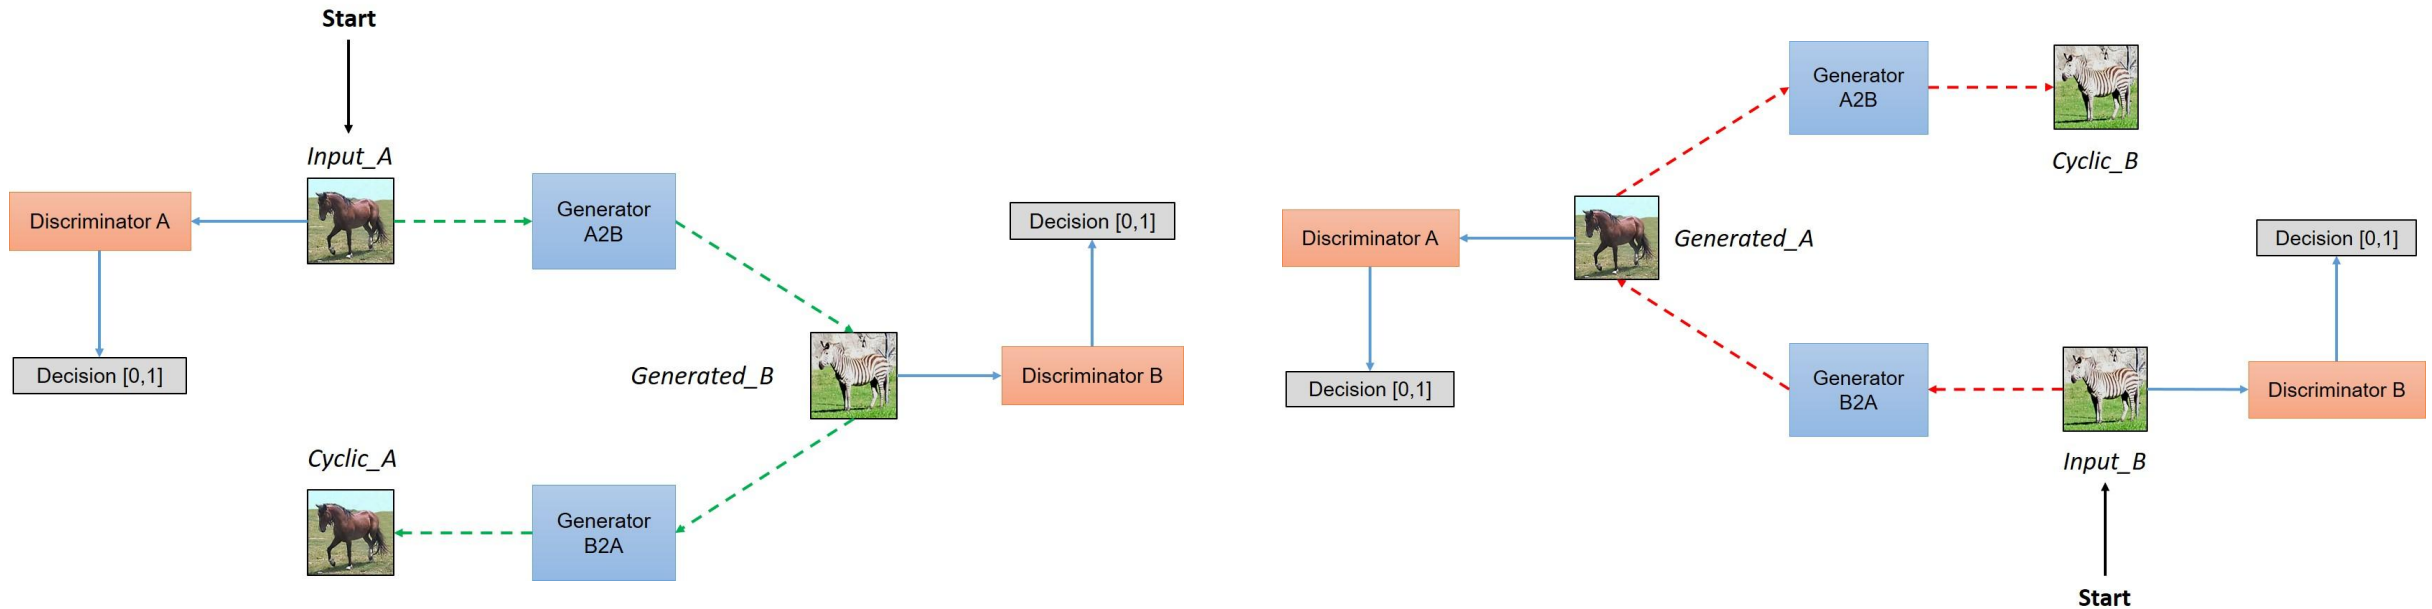 Start
Input_A
Discriminator A
Generator
A2B
Decision [0,1]
Decision [0,1]
Generated_B
Discriminator B
Cyclic_A
Generator
B2A
Generator
A2B
Cyclic_B
Discriminator A
Generated_A
Decision [0,1]
Decision [0,1]
Generator
B2A
Discriminator B
Input_B
Start